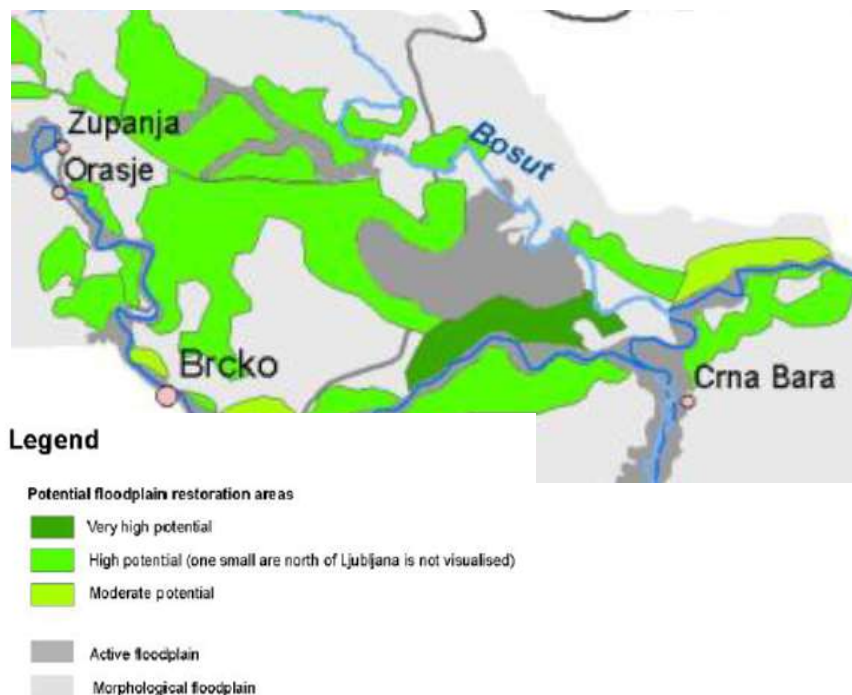 Zupanja
Orasje
Bosut
Brcko
Crna Bara
Legend
Potential floodplain restoration areas
Very high potential
High potential (one small are north of Ljubljana is not visualised)
Moderate potential
Active floodplain
Morphological floodplain